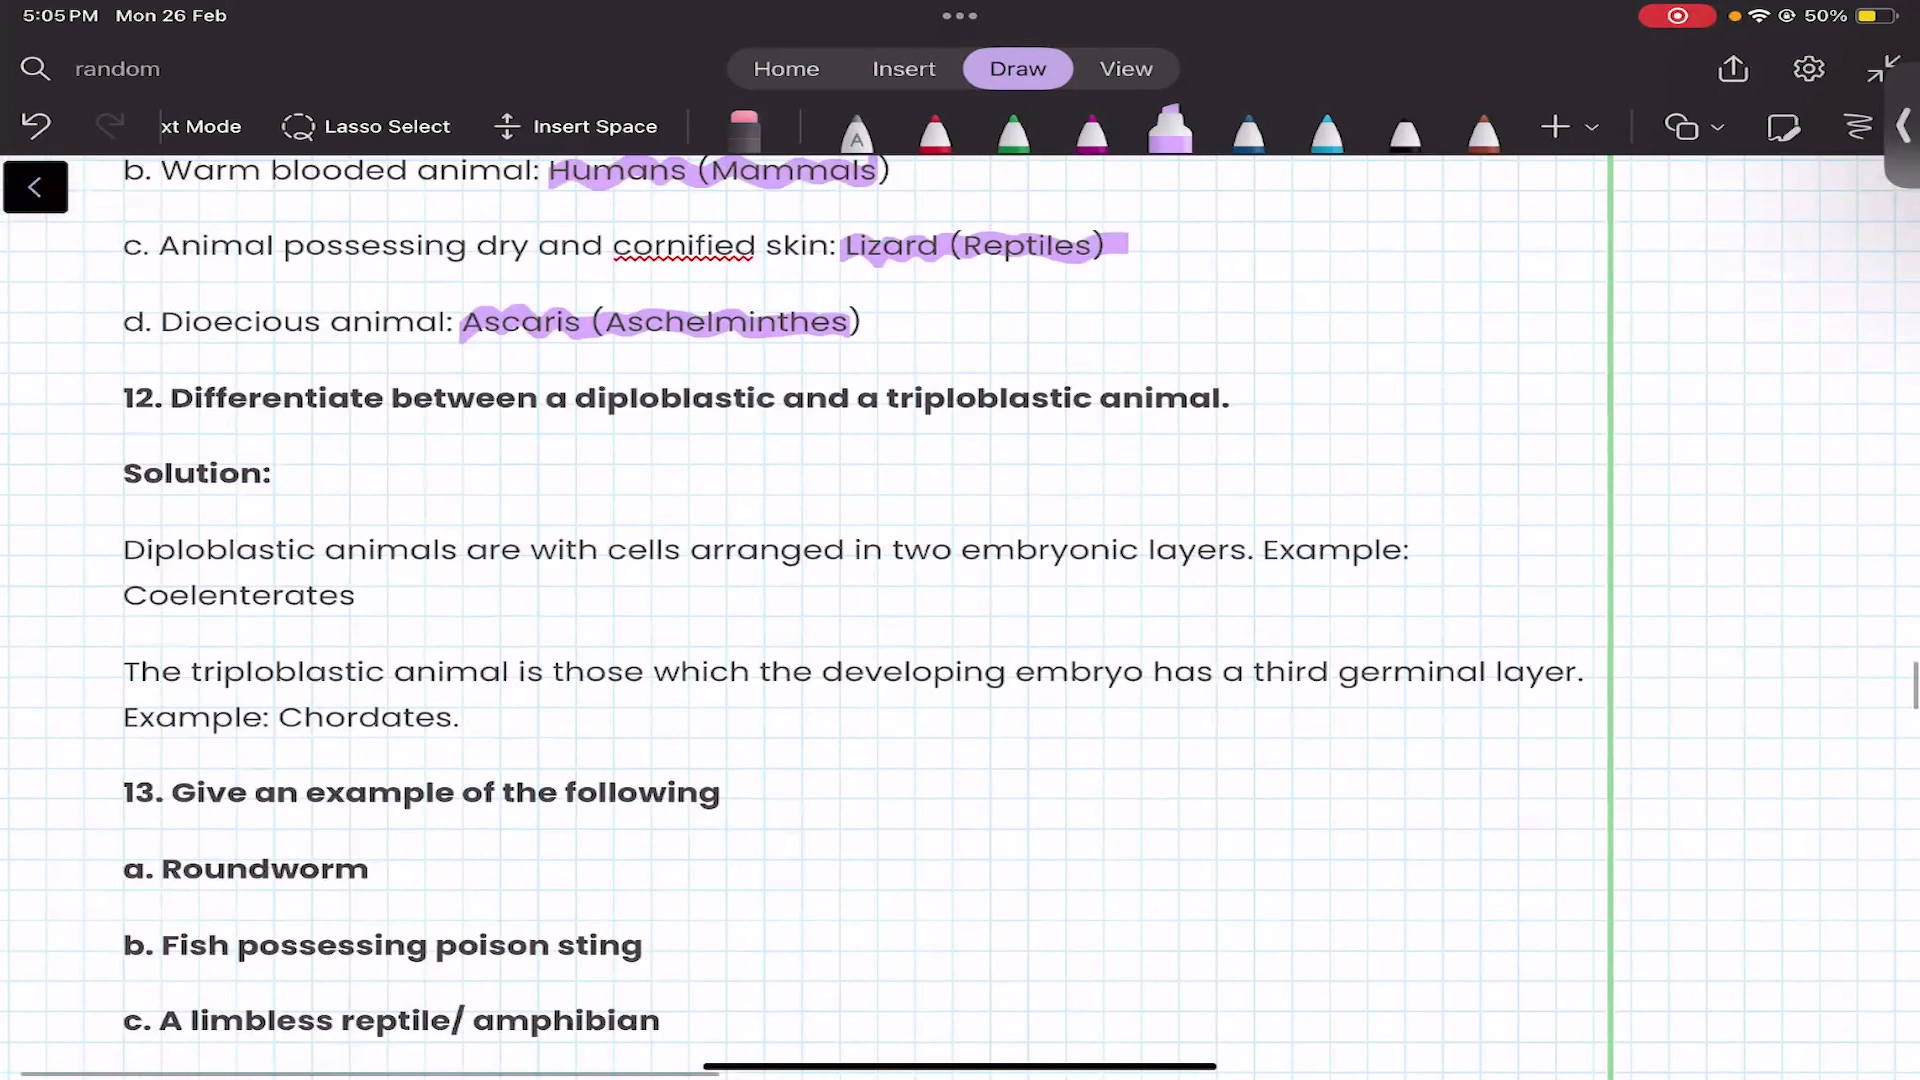 5:05 PM Mon 26 Feb
50%
random
Home Insert Draw View
xt Mode Lasso Select Insert Space
A
b. Warm blooded animal: Humans (Mammals)
c. Animal possessing dry and cornified skin: Lizard (Reptiles)
d. Dioecious animal: Ascaris (Aschelminthes)
12. Differentiate between a diploblastic and a triploblastic animal.
Solution:
Diploblastic animals are with cells arranged in two embryonic layers. Example:
Coelenterates
The triploblastic animal is those which the developing embryo has a third germinal layer.
Example: Chordates.
13. Give an example of the following
a. Roundworm
b. Fish possessing poison sting
c. A limbless reptile/ amphibian